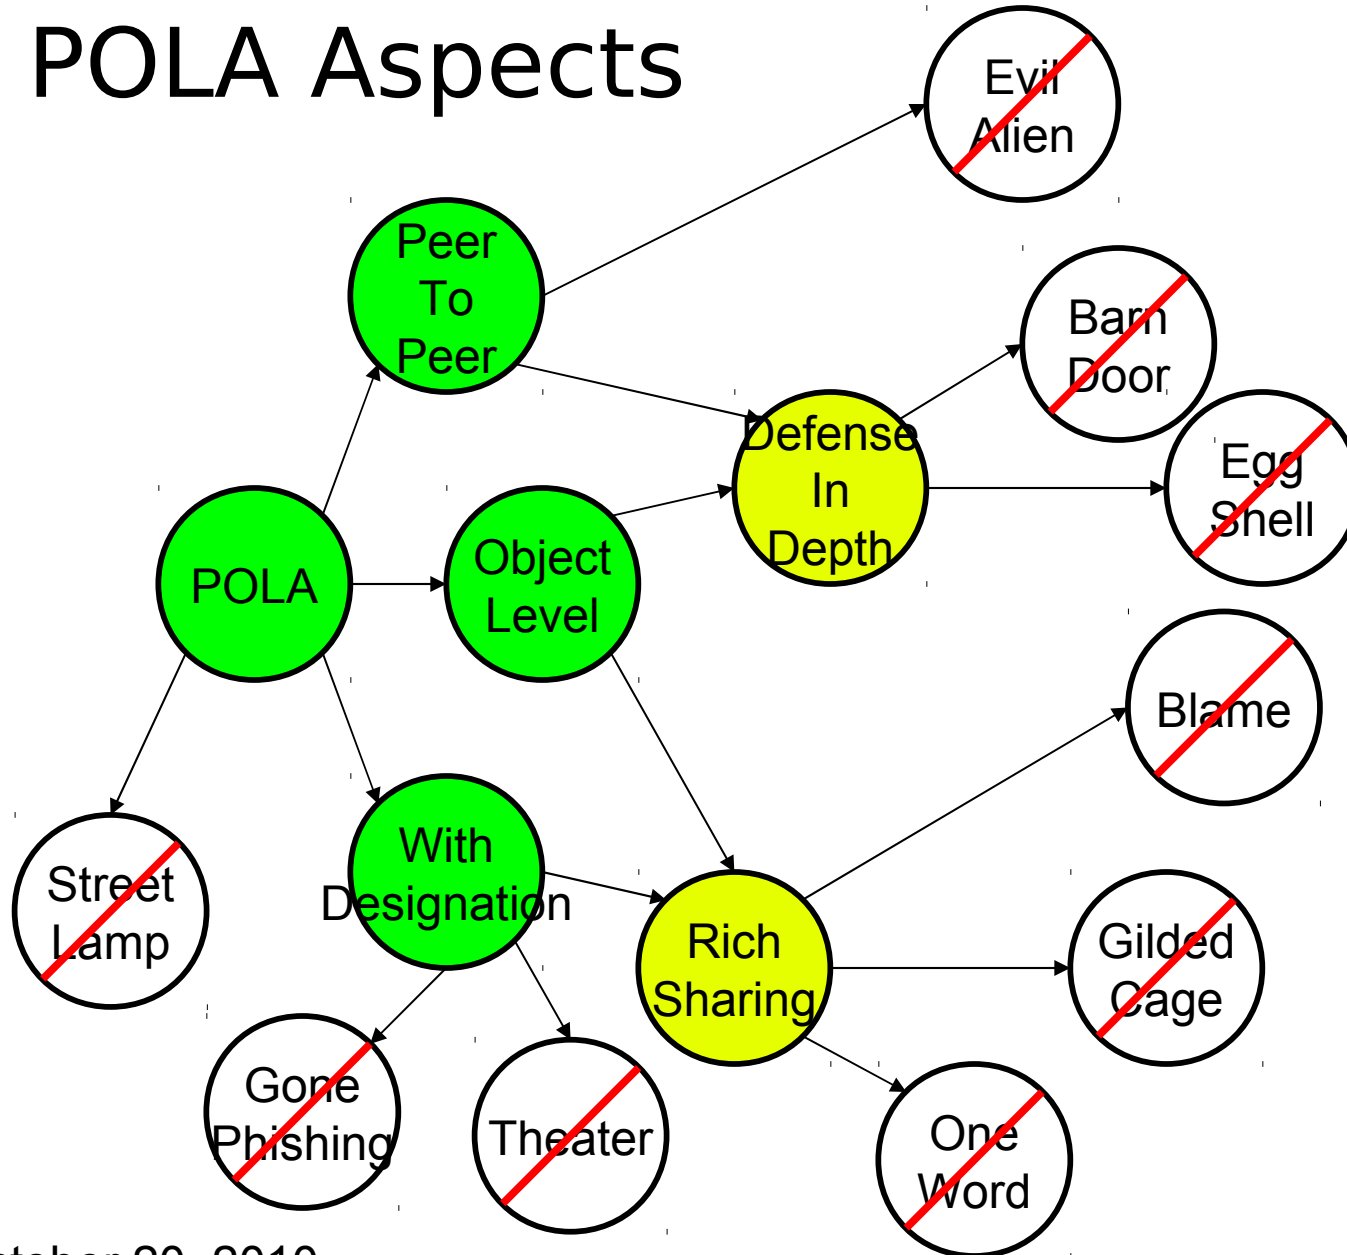 POLA Aspects
Evil
Alien
Peer
To
Peer
Barn
Door
Defense
In
Depth
Egg
Shell
POLA
Object
Level
Blame
With
Designation
Street
Lamp
Rich
Sharing
Gilded
Cage
Gone
Phishing
Theater
One
Word
2010